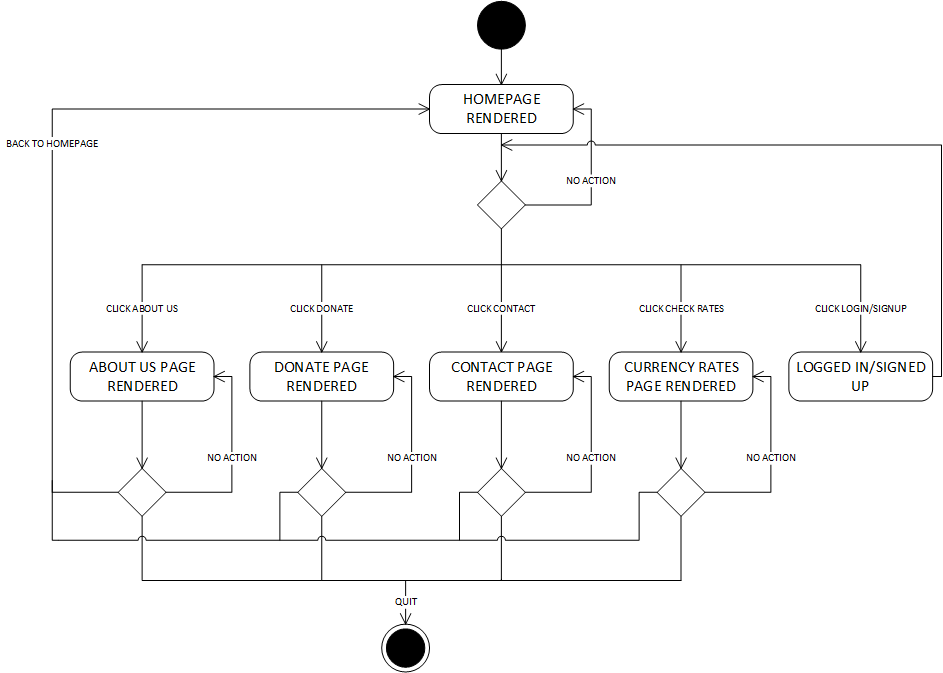 HOMEPAGE
RENDERED
BACK TO HOMEPAGE
NO ACTION
CLICK ABOUT US
CLICK DONATE
CLICK CONTACT
CLICK CHECK RATES
CLICK LOGIN/SIGNUP
ABOUT US PAGE
RENDERED
DONATE PAGE
RENDERED
CONTACT PAGE
RENDERED
CURRENCY RATES
PAGE RENDERED
LOGGED IN/SIGNED
UP
NO ACTION
NO ACTION
NO ACTION
NO ACTION
QUIT